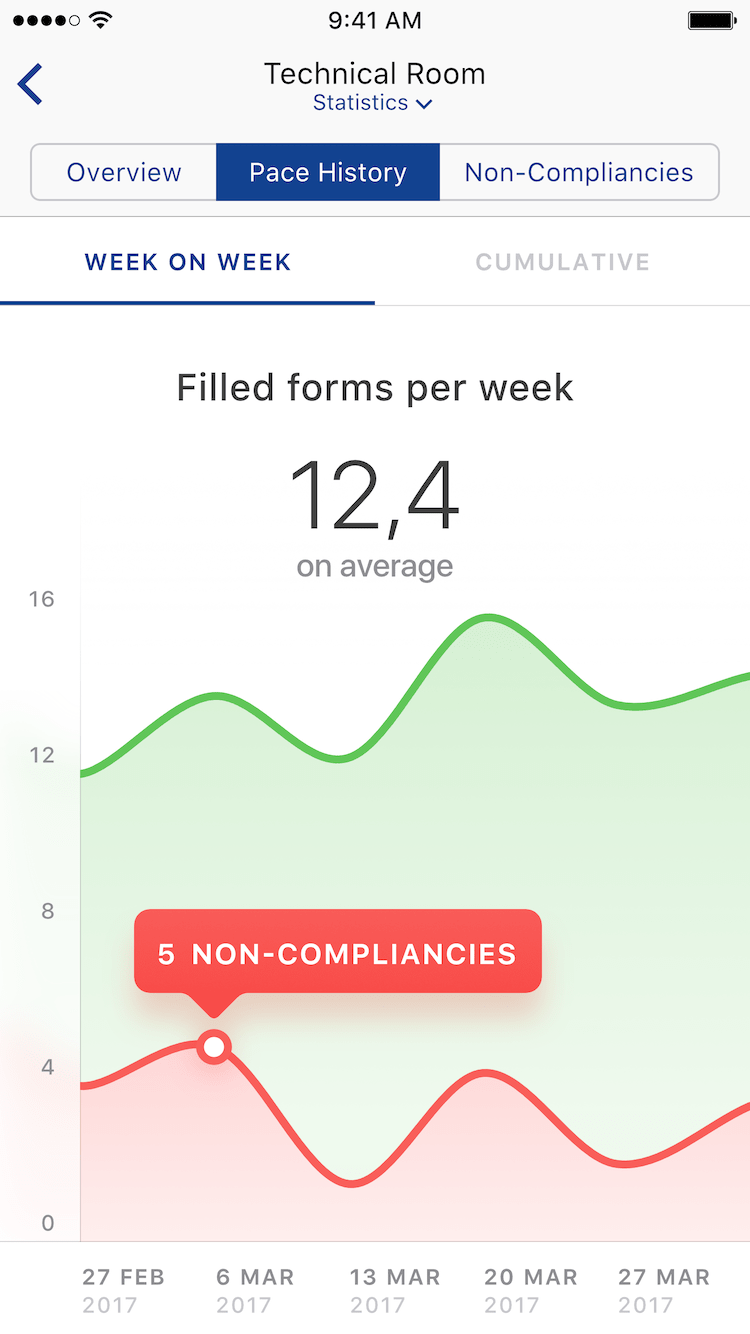 9:41 AM
Technical Room
Statistics
Overview Pace History Non-Compliancies
WEEK ON WEEK CUMULATIVE
Filled forms per week
12,4
on average
16
12
8
5 NON-COMPLIANCIES
4
0
27 FEB 6 MAR 13 MAR 20 MAR 27 MAR
2017 2017 2017 2017 2017